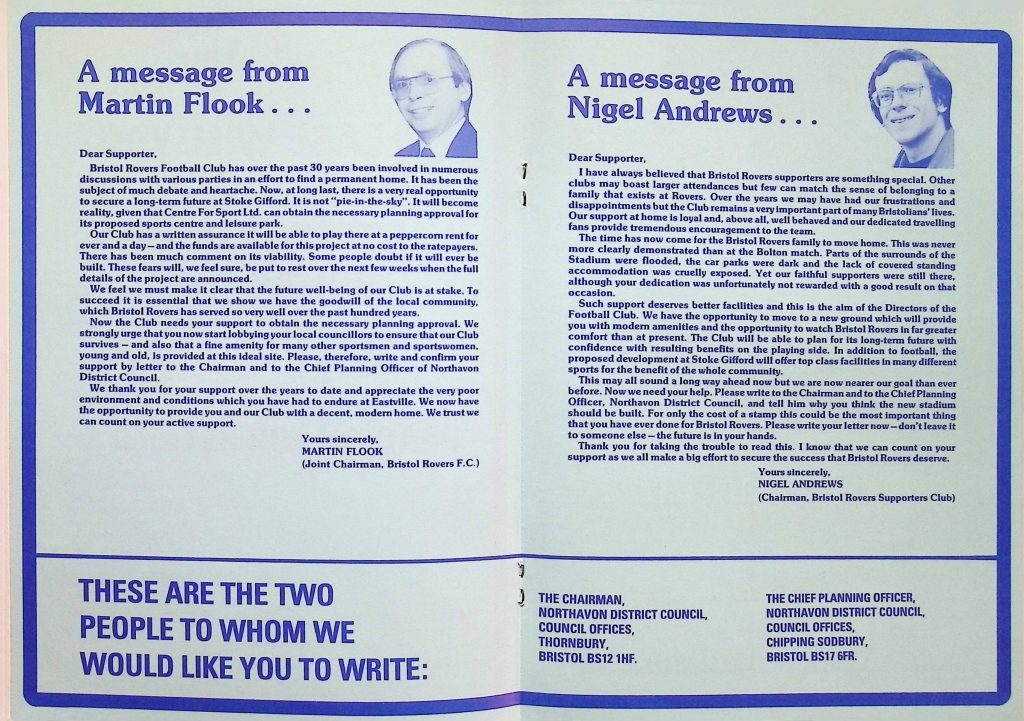 A message from
Martin Flook . . .
Dear Supporter,
Bristol Rovers Football Club has over the past 30 years been involved in numerous
discussions with various parties in an effort to find a permanent home. It has been the
subject of much debate and heartache. Now, at long last, there is a very real opportunity
to secure a long-term future at Stoke Gifford. It is not "pie-in-the-sky". It will become
reality, given that Centre For Sport Ltd. can obtain the necessary planning approval for
its proposed sports centre and leisure park.
Our Club has a written assurance it will be able to play there at a peppercorn rent for
ever and a day — and the funds are available for this project at no cost to the ratepayers.
There has been much comment on its viability. Some people doubt if it will ever be
built. These fears will, we feel sure, be put to rest over the next few weeks when the full
details of the project are announced.
We feel we must make it clear that the future well-being of our Club is at stake. To
succeed it is essential that we show we have the goodwill of the local community,
which Bristol Rovers has served so very well over the past hundred years.
Now the Club needs your support to obtain the necessary planning approval. We
strongly urge that you now start lobbying your local councillors to ensure that our Club
survives — and also that a fine amenity for many other sportsmen and sportswomen,
young and old, is provided at this ideal site. Please, therefore, write and confirm your
support by letter to the Chairman and to the Chief Planning Officer of Northavon
District Council.
We thank you for your support over the years to date and appreciate the very poor
environment and conditions which you have had to endure at Eastville. We now have
the opportunity to provide you and our Club with a decent, modern home. We trust we
can count on your active support.
Yours sincerely,
MARTIN FLOOK
(Joint Chairman, Bristol Rovers F.C.)
A message from
Nigel Andrews . . .
Dear Supporter,
I have always believed that Bristol Rovers supporters are something special. Other
clubs may boast larger attendances but few can match the sense of belonging to a
family that exists at Rovers. Over the years we may have had our frustrations and
disappointments but the Club remains a very important part of many Bristolians' lives.
Our support at home is loyal and, above all, well behaved and our dedicated travelling
fans provide tremendous encouragement to the team.
The time has now come for the Bristol Rovers family to move home. This was never
more clearly demonstrated than at the Bolton match. Parts of the surrounds of the
Stadium were flooded, the car parks were dark and the lack of covered standing
accommodation was cruelly exposed. Yet our faithful supporters were still there,
although your dedication was unfortunately not rewarded with a good result on that
occasion.
Such support deserves better facilities and this is the aim of the Directors of the
Football Club. We have the opportunity to move to a new ground which will provide
you with modern amenities and the opportunity to watch Bristol Rovers in far greater
comfort than at present. The Club will be able to plan for its long-term future with
confidence with resulting benefits on the playing side. In addition to football, the
proposed development at Stoke Gifford will offer top class facilities in many different
sports for the benefit of the whole community.
This may all sound a long way ahead now but we are now nearer our goal than ever
before. Now we need your help. Please write to the Chairman and to the Chief Planning
Officer, Northavon District Council, and tell him why you think the new stadium
should be built. For only the cost of a stamp this could be the most important thing
that you have ever done for Bristol Rovers. Please write your letter now — don't leave it
to someone else — the future is in your hands.
Thank you for taking the trouble to read this. I know that we can count on your
support as we all make a big effort to secure the success that Bristol Rovers deserve.
Yours sincerely,
NIGEL ANDREWS
(Chairman, Bristol Rovers Supporters Club)
THESE ARE THE TWO
PEOPLE TO WHOM WE
WOULD LIKE YOU TO WRITE:
THE CHAIRMAN,
NORTHAVON DISTRICT COUNCIL,
COUNCIL OFFICES,
THORNBURY,
BRISTOL BS12 1HF.
THE CHIEF PLANNING OFFICER,
NORTHAVON DISTRICT COUNCIL,
COUNCIL OFFICES,
CHIPPING SODBURY,
BRISTOL BS17 6FR.